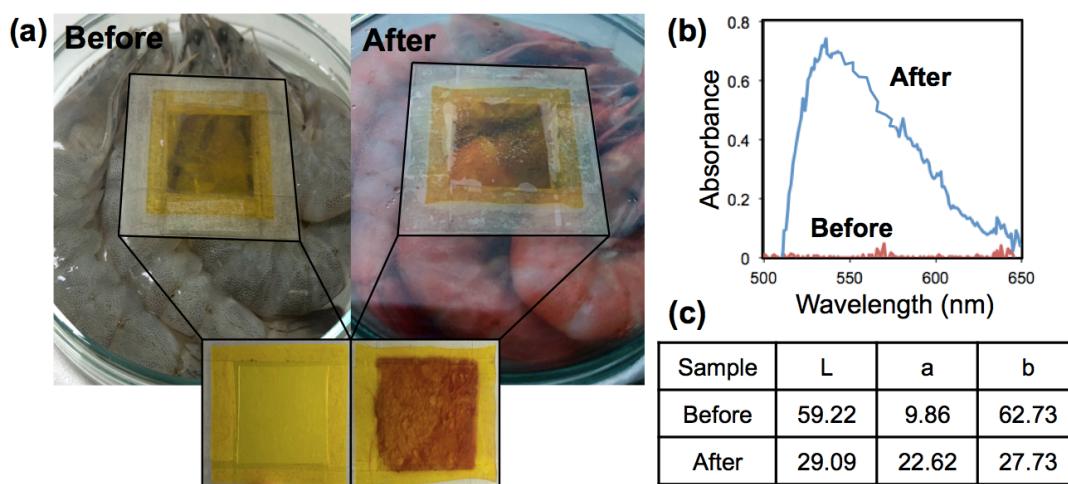 (a)
Before
After
(b)
Absorbance
0.8
0.6
0.4
0.2
0
After
Before
500
550
600
650
Wavelength (nm)
(c)
Sample L a b
Before 59.22 9.86 62.73
After 29.09 22.62 27.73